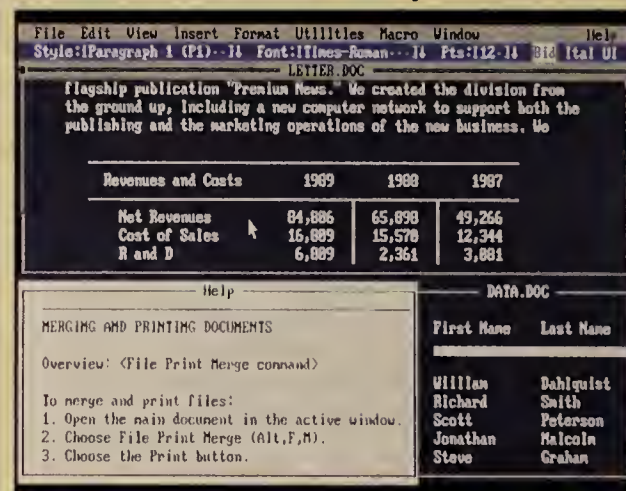 File Edit View Insert Format Utilities Macro Window Help
Style:[Paragraph 1 (P1)··]↓ Font:[Times-Roman···]↓ Pts:[12·]↓ Bld Ital Ul
LETTER.DOC
flagship publication "Premium News." We created the division from
the ground up, including a new computer network to support both the
publishing and the marketing operations of the new business. We
Revenues and Costs 1989 1988 1987
Net Revenues 84,886 65,898 49,266
Cost of Sales 16,889 15,570 12,344
R and D 6,889 2,361 3,081
Help
MERGING AND PRINTING DOCUMENTS
Overview: <File Print Merge command>
To merge and print files:
1. Open the main document in the active window.
2. Choose File Print Merge (Alt,F,M).
3. Choose the Print button.
DATA.DOC
First Name Last Name
William Dahlquist
Richard Smith
Scott Peterson
Jonathan Malcolm
Steve Graham